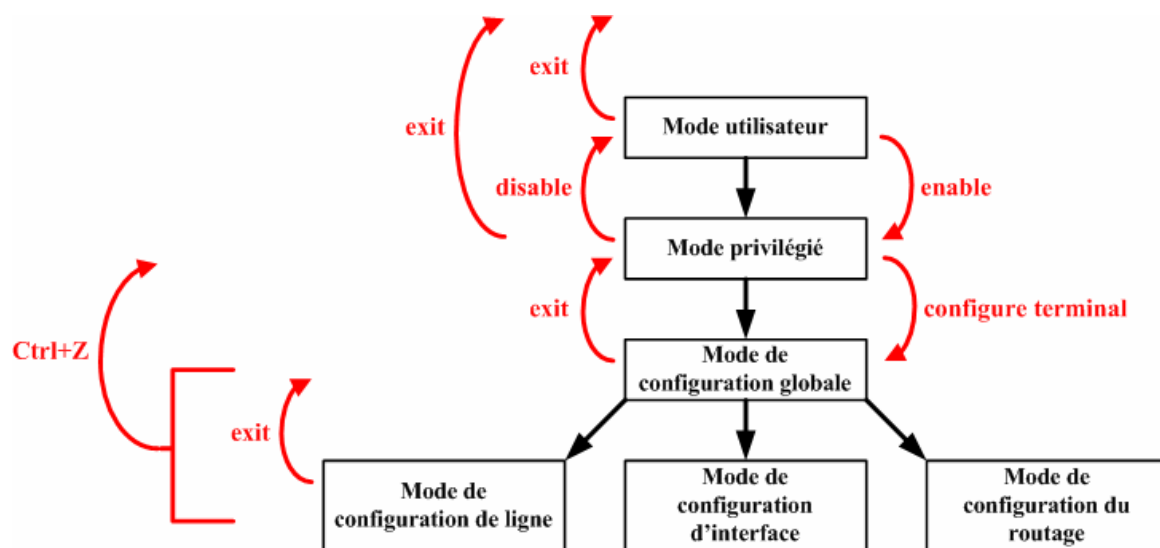 exit
Mode utilisateur
exit
disable
enable
Mode privilégié
exit
configure terminal
Ctrl+Z
Mode de
configuration globale
exit
Mode de
configuration de ligne
Mode de
configuration
d’interface
Mode de
configuration du
routage